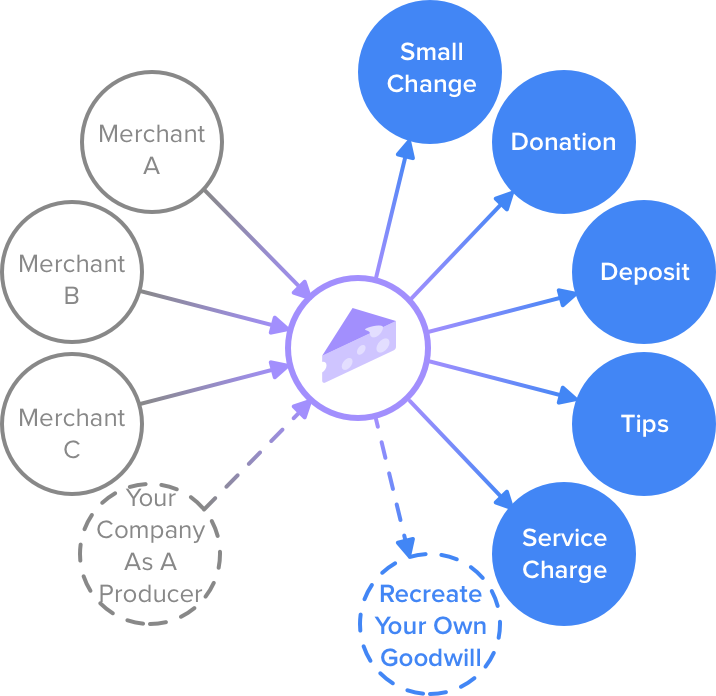 Small
Change
Merchant
A
Donation
Merchant
B
Deposit
Merchant
C
Tips
Your
Company
As A
Producer
Service
Charge
Recreate
Your Own
Goodwill